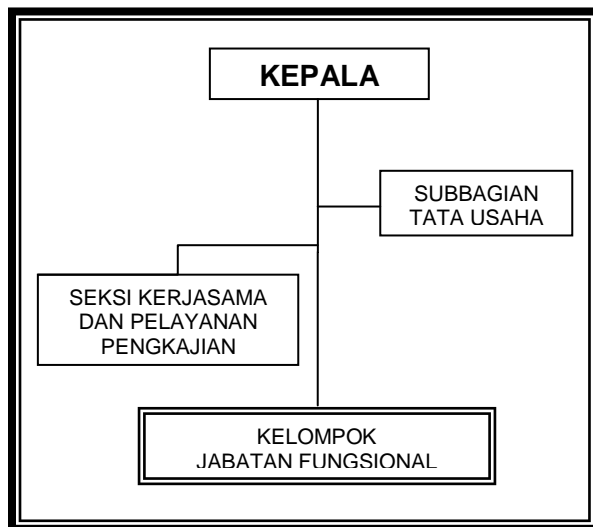 KEPALA
SUBBAGIAN
TATA USAHA
SEKSI KERJASAMA
DAN PELAYANAN
PENGKAJIAN
KELOMPOK
JABATAN FUNGSIONAL